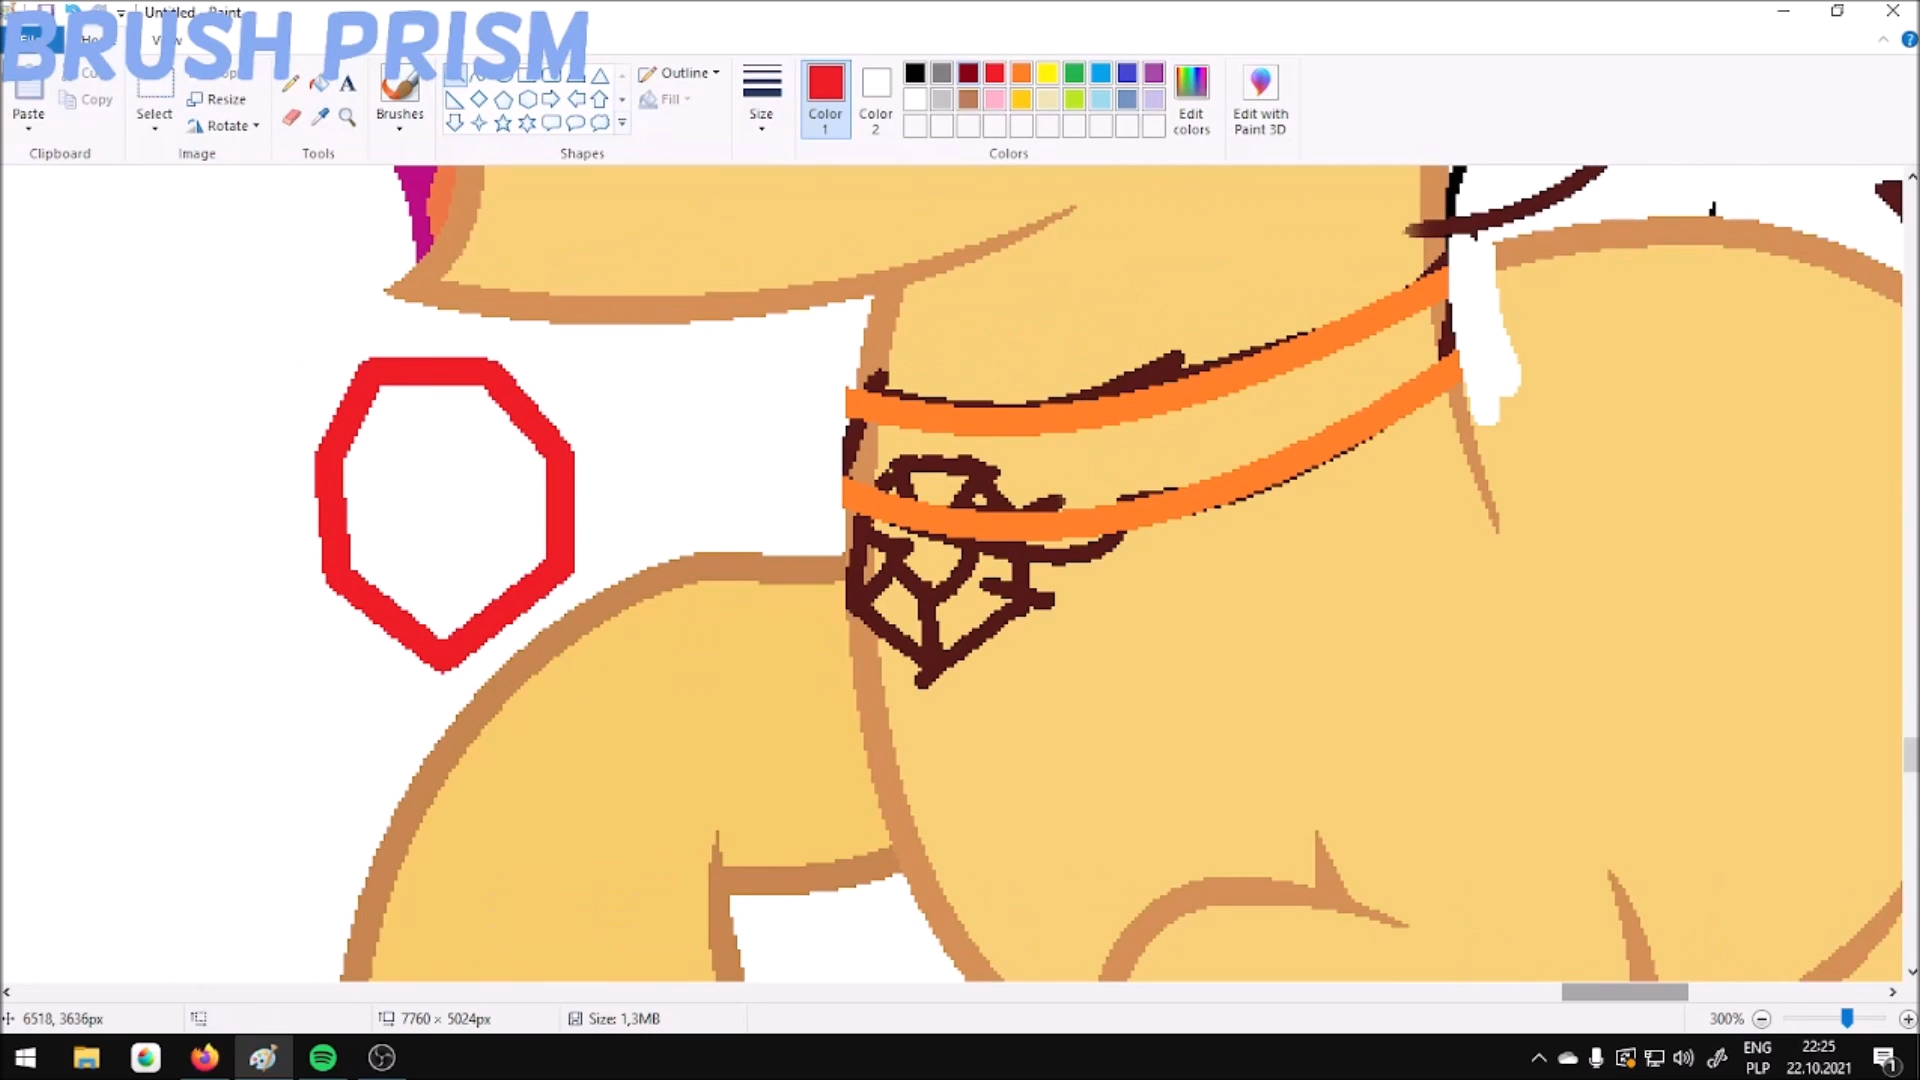 Untitled - Paint
BRUSH PRISM
Paste
Copy
Clipboard
Select
Resize
Rotate
Image
A
Tools
Brushes
Outline
Fill
Shapes
Size
Color 1
Color 2
Colors
Edit colors
Edit with Paint 3D
6518, 3636px
7760 × 5024px
Size: 1,3MB
300%
ENG
PLP
22:25
22.10.2021
1